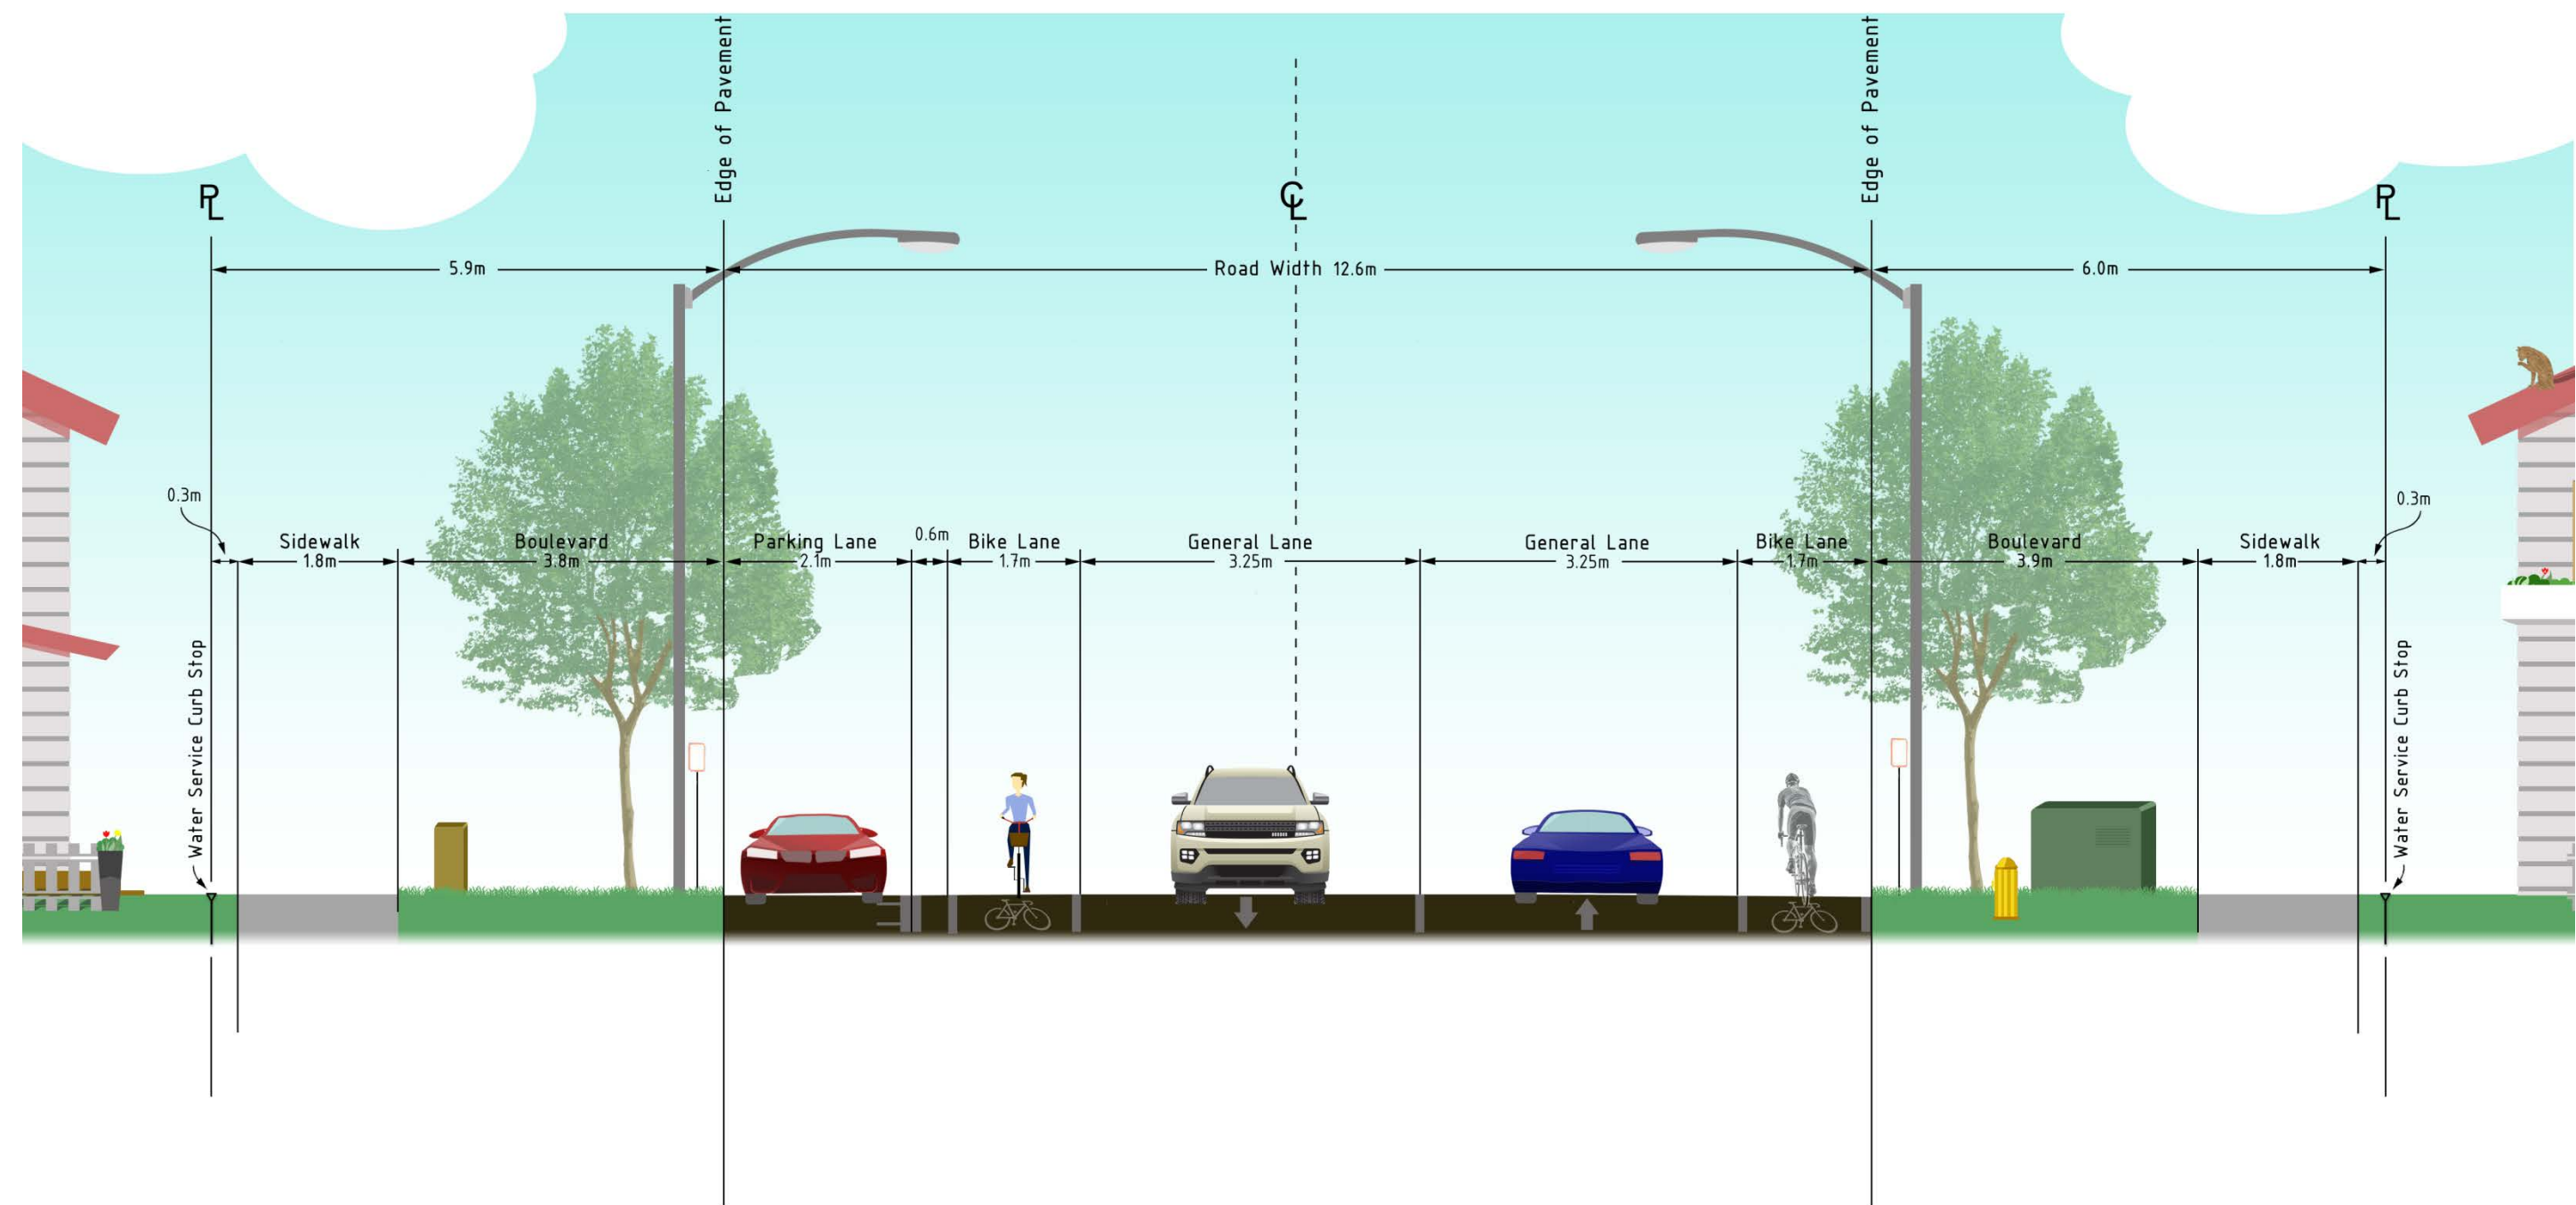 Edge of Pavement
Edge of Pavement
PL
CL
PL
5.9m
Road Width 12.6m
6.0m
0.3m
0.3m
Sidewalk
1.8m
Boulevard
3.8m
Parking Lane
2.1m
0.6m
Bike Lane
1.7m
General Lane
3.25m
General Lane
3.25m
Bike Lane
1.7m
Boulevard
3.9m
Sidewalk
1.8m
Water Service Curb Stop
Water Service Curb Stop